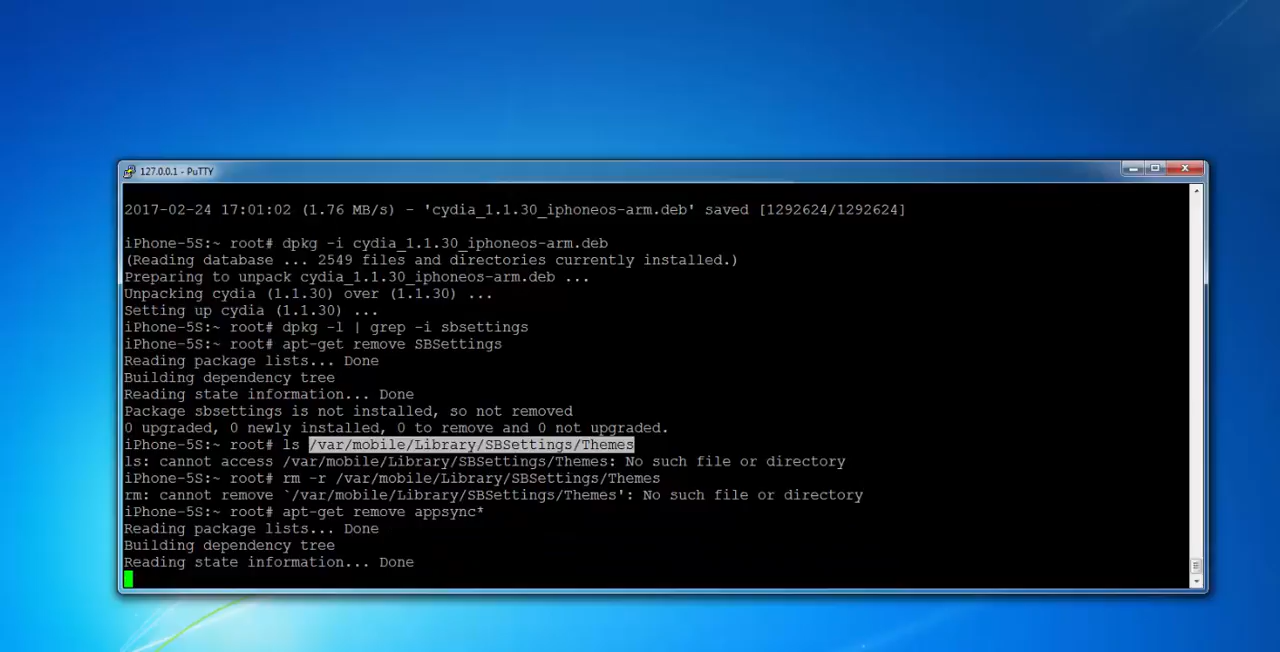 127.0.0.1 - PuTTY
2017-02-24 17:01:02 (1.76 MB/s) - 'cydia_1.1.30_iphoneos-arm.deb' saved [1292624/1292624]
iPhone-5S:~ root# dpkg -i cydia_1.1.30_iphoneos-arm.deb
(Reading database ... 2549 files and directories currently installed.)
Preparing to unpack cydia_1.1.30_iphoneos-arm.deb ...
Unpacking cydia (1.1.30) over (1.1.30) ...
Setting up cydia (1.1.30) ...
iPhone-5S:~ root# dpkg -l | grep -i sbsettings
iPhone-5S:~ root# apt-get remove SBSettings
Reading package lists... Done
Building dependency tree
Reading state information... Done
Package sbsettings is not installed, so not removed
0 upgraded, 0 newly installed, 0 to remove and 0 not upgraded.
iPhone-5S:~ root# ls /var/mobile/Library/SBSettings/Themes
ls: cannot access /var/mobile/Library/SBSettings/Themes: No such file or directory
iPhone-5S:~ root# rm -r /var/mobile/Library/SBSettings/Themes
rm: cannot remove `/var/mobile/Library/SBSettings/Themes': No such file or directory
iPhone-5S:~ root# apt-get remove appsync*
Reading package lists... Done
Building dependency tree
Reading state information... Done